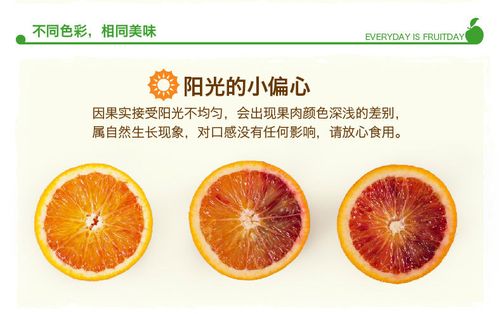 不同色彩，相同美味
EVERYDAY IS FRUITDAY
阳光的小偏心
因果实接受阳光不均匀，会出现果肉颜色深浅的差别，
属自然生长现象，对口感没有任何影响，请放心食用。